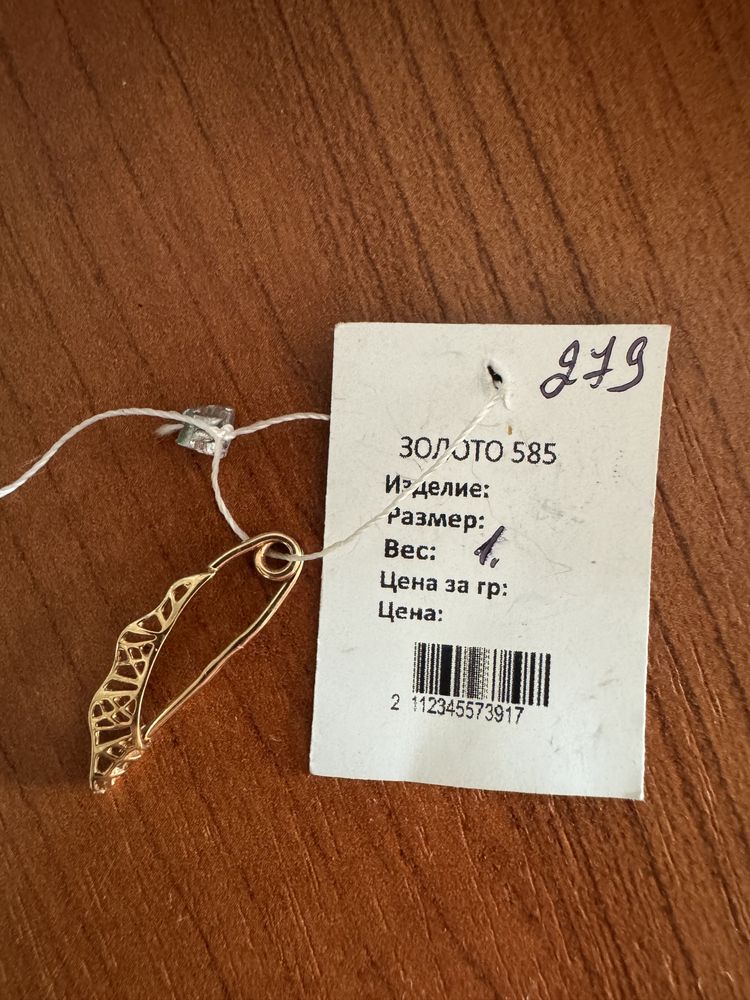 279
ЗОЛОТО 585
Изделие:
Размер:
Вес: 1.
Цена за гр:
Цена:
2 112345573917